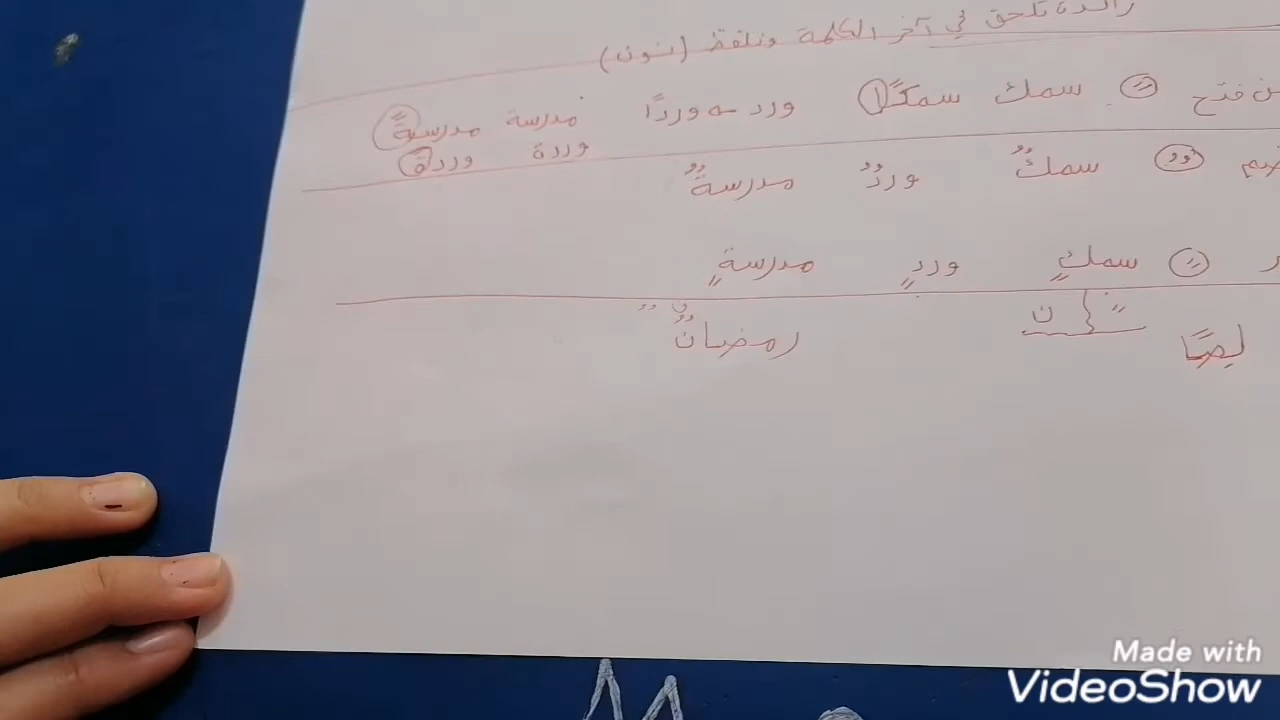 زائدة تلحق في آخر الكلمة ونلفظ (نون)
فتح ً سمك سمكًا ورد ← وردًا مدرسة مدرسةً
وردة وردةً
ٌ سمكٌ وردٌ مدرسةٌ
ٍ سمكٍ وردٍ مدرسةٍ
لِصًا ن رمضانٌ
Made with
VideoShow